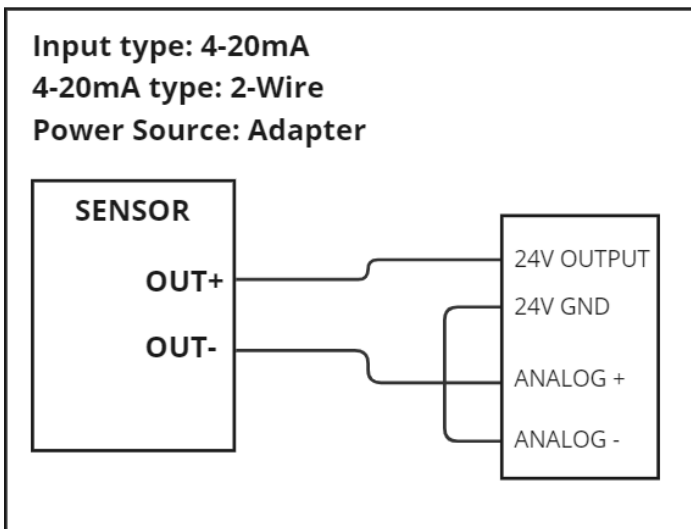 Input type: 4-20mA
4-20mA type: 2-Wire
Power Source: Adapter
SENSOR
OUT+
OUT-
24V OUTPUT
24V GND
ANALOG +
ANALOG -